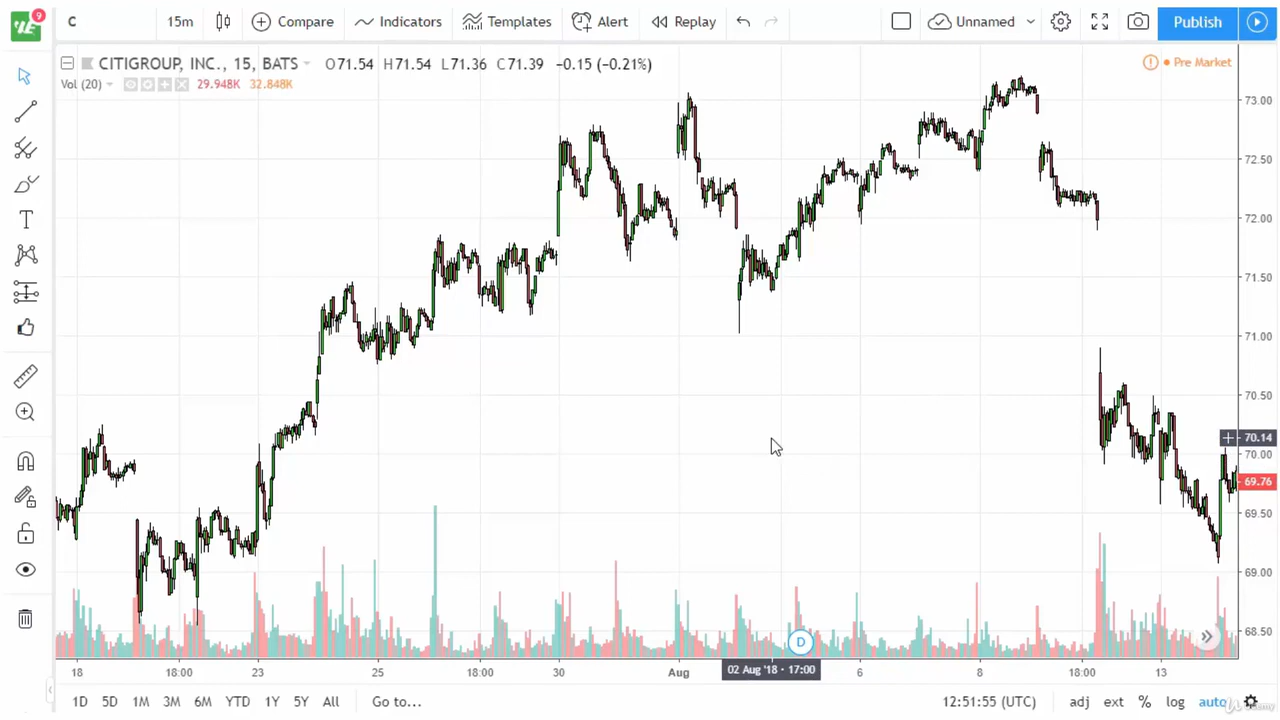 9
C 15m Compare Indicators Templates Alert Replay Unnamed Publish
CITIGROUP, INC., 15, BATS O71.54 H71.54 L71.36 C71.39 −0.15 (−0.21%)
Pre Market
Vol (20) 29.948K 32.848K
73.00
72.50
72.00
71.50
71.00
70.50
70.14
70.00
69.76
69.00
68.50
D
18 18:00 23 25 18:00 30 Aug 02 Aug '18 · 17:00 6 8 18:00 13
1D 5D 1M 3M 6M YTD 1Y 5Y All Go to... 12:51:55 (UTC) adj ext % log auto
Udemy